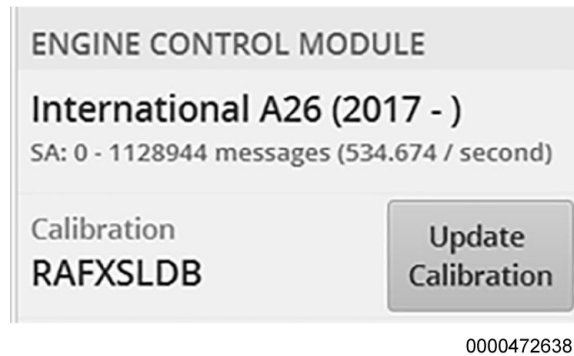 ENGINE CONTROL MODULE
International A26 (2017 - )
SA: 0 - 1128944 messages (534.674 / second)
Calibration
RAFXSLDB
Update
Calibration
0000472638